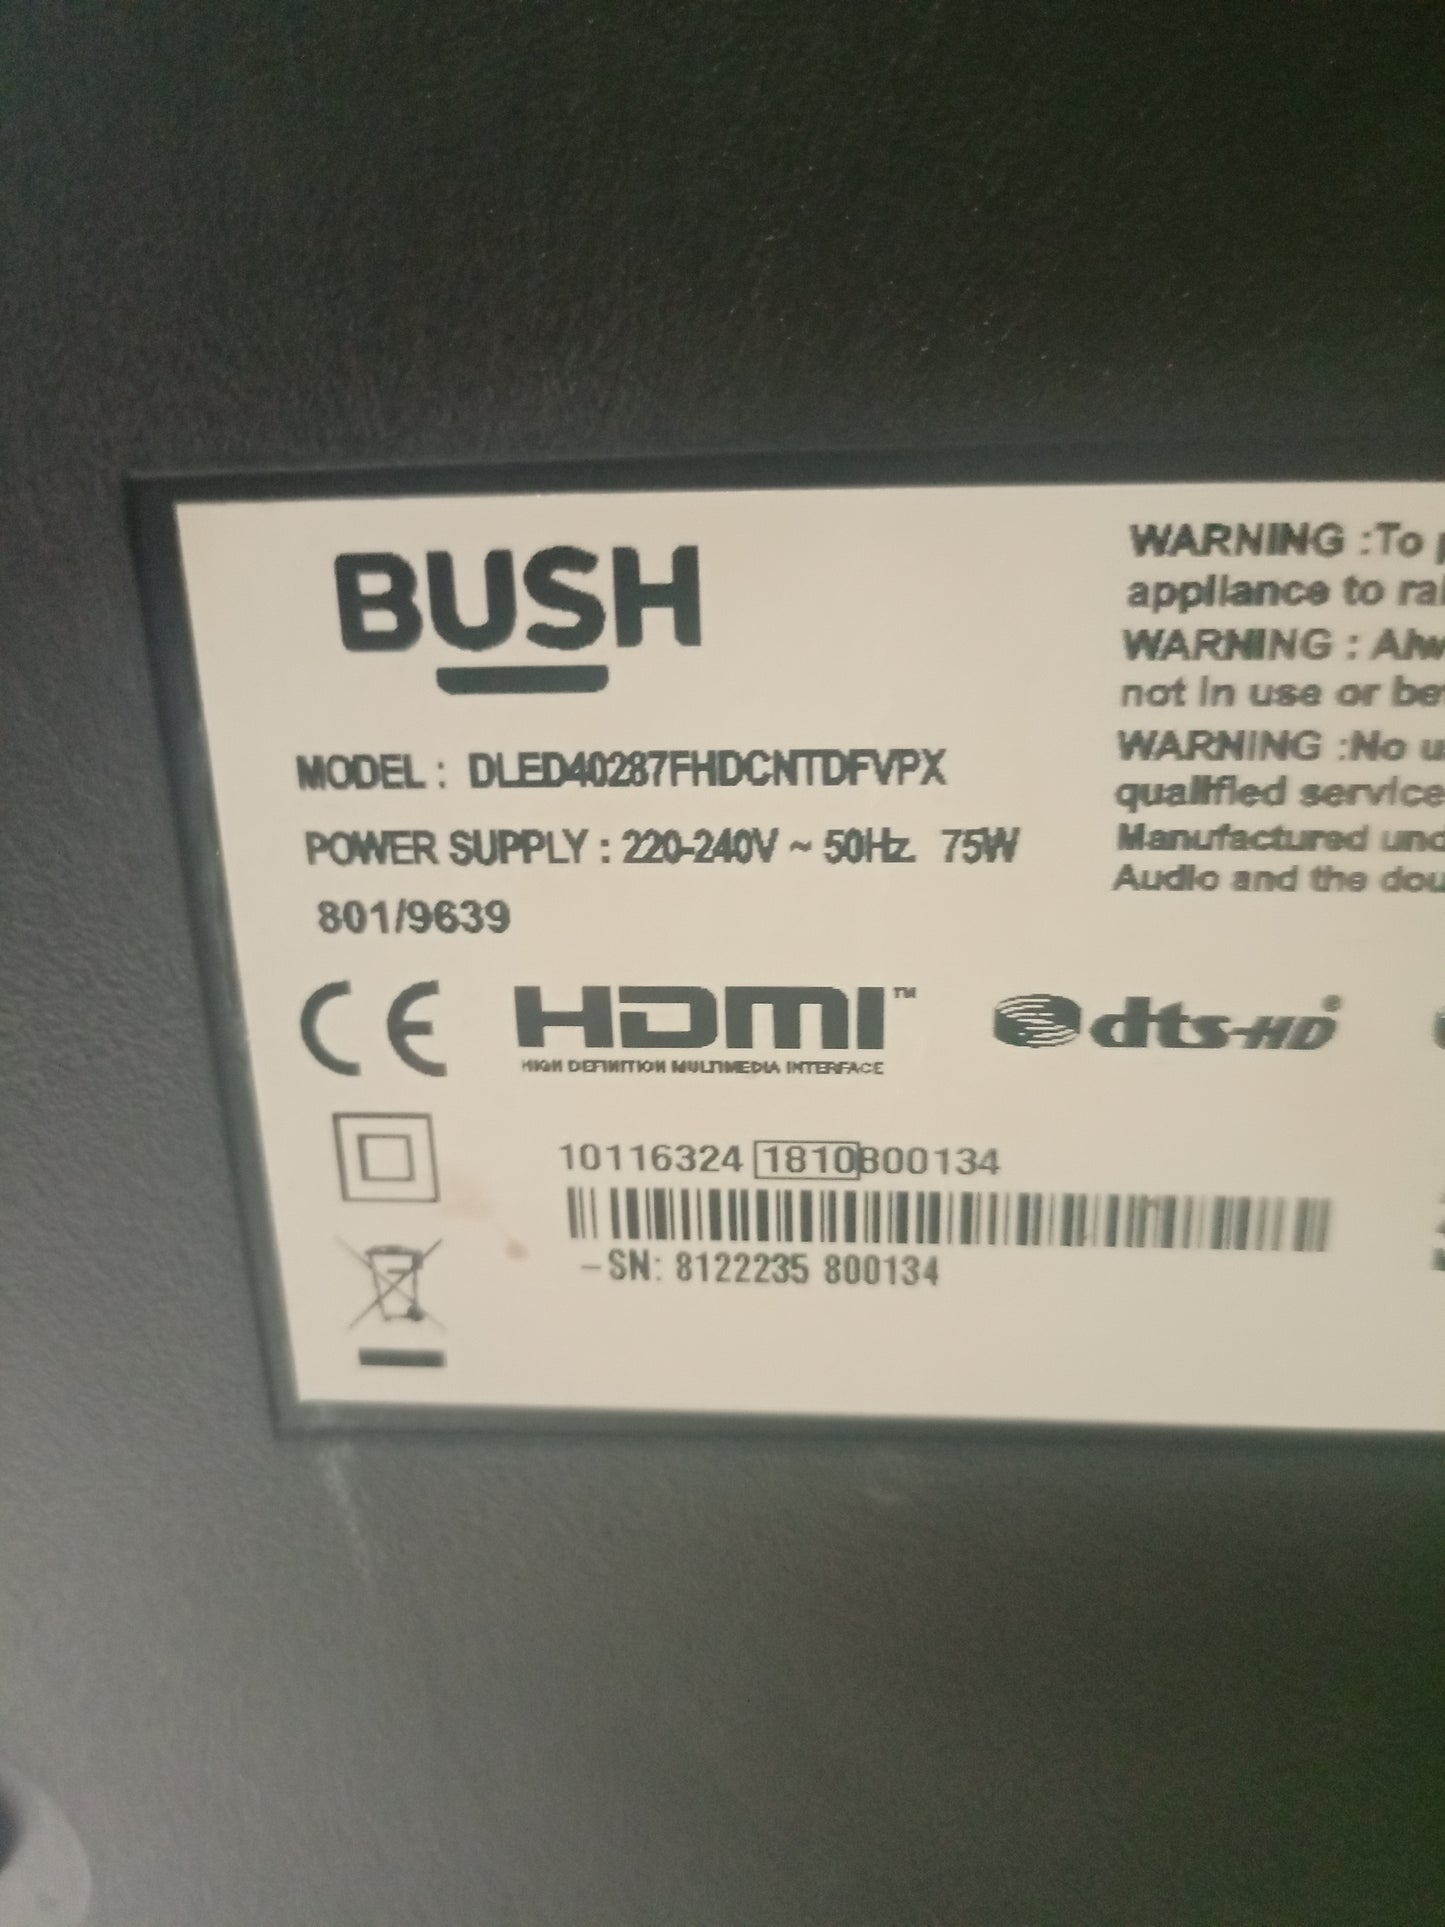 BUSH
MODEL : DLED40287FHDCNTDFVPX
POWER SUPPLY : 220-240V ~ 50Hz 75W
801/9639
CE
HDMI™
HIGH DEFINITION MULTIMEDIA INTERFACE
dts-HD®
10116324 1810B00134
-SN: 8122235 800134
WARNING :To
appliance to
WARNING :
not in use or
WARNING :No
qualified service
Manufactured
Audio and the